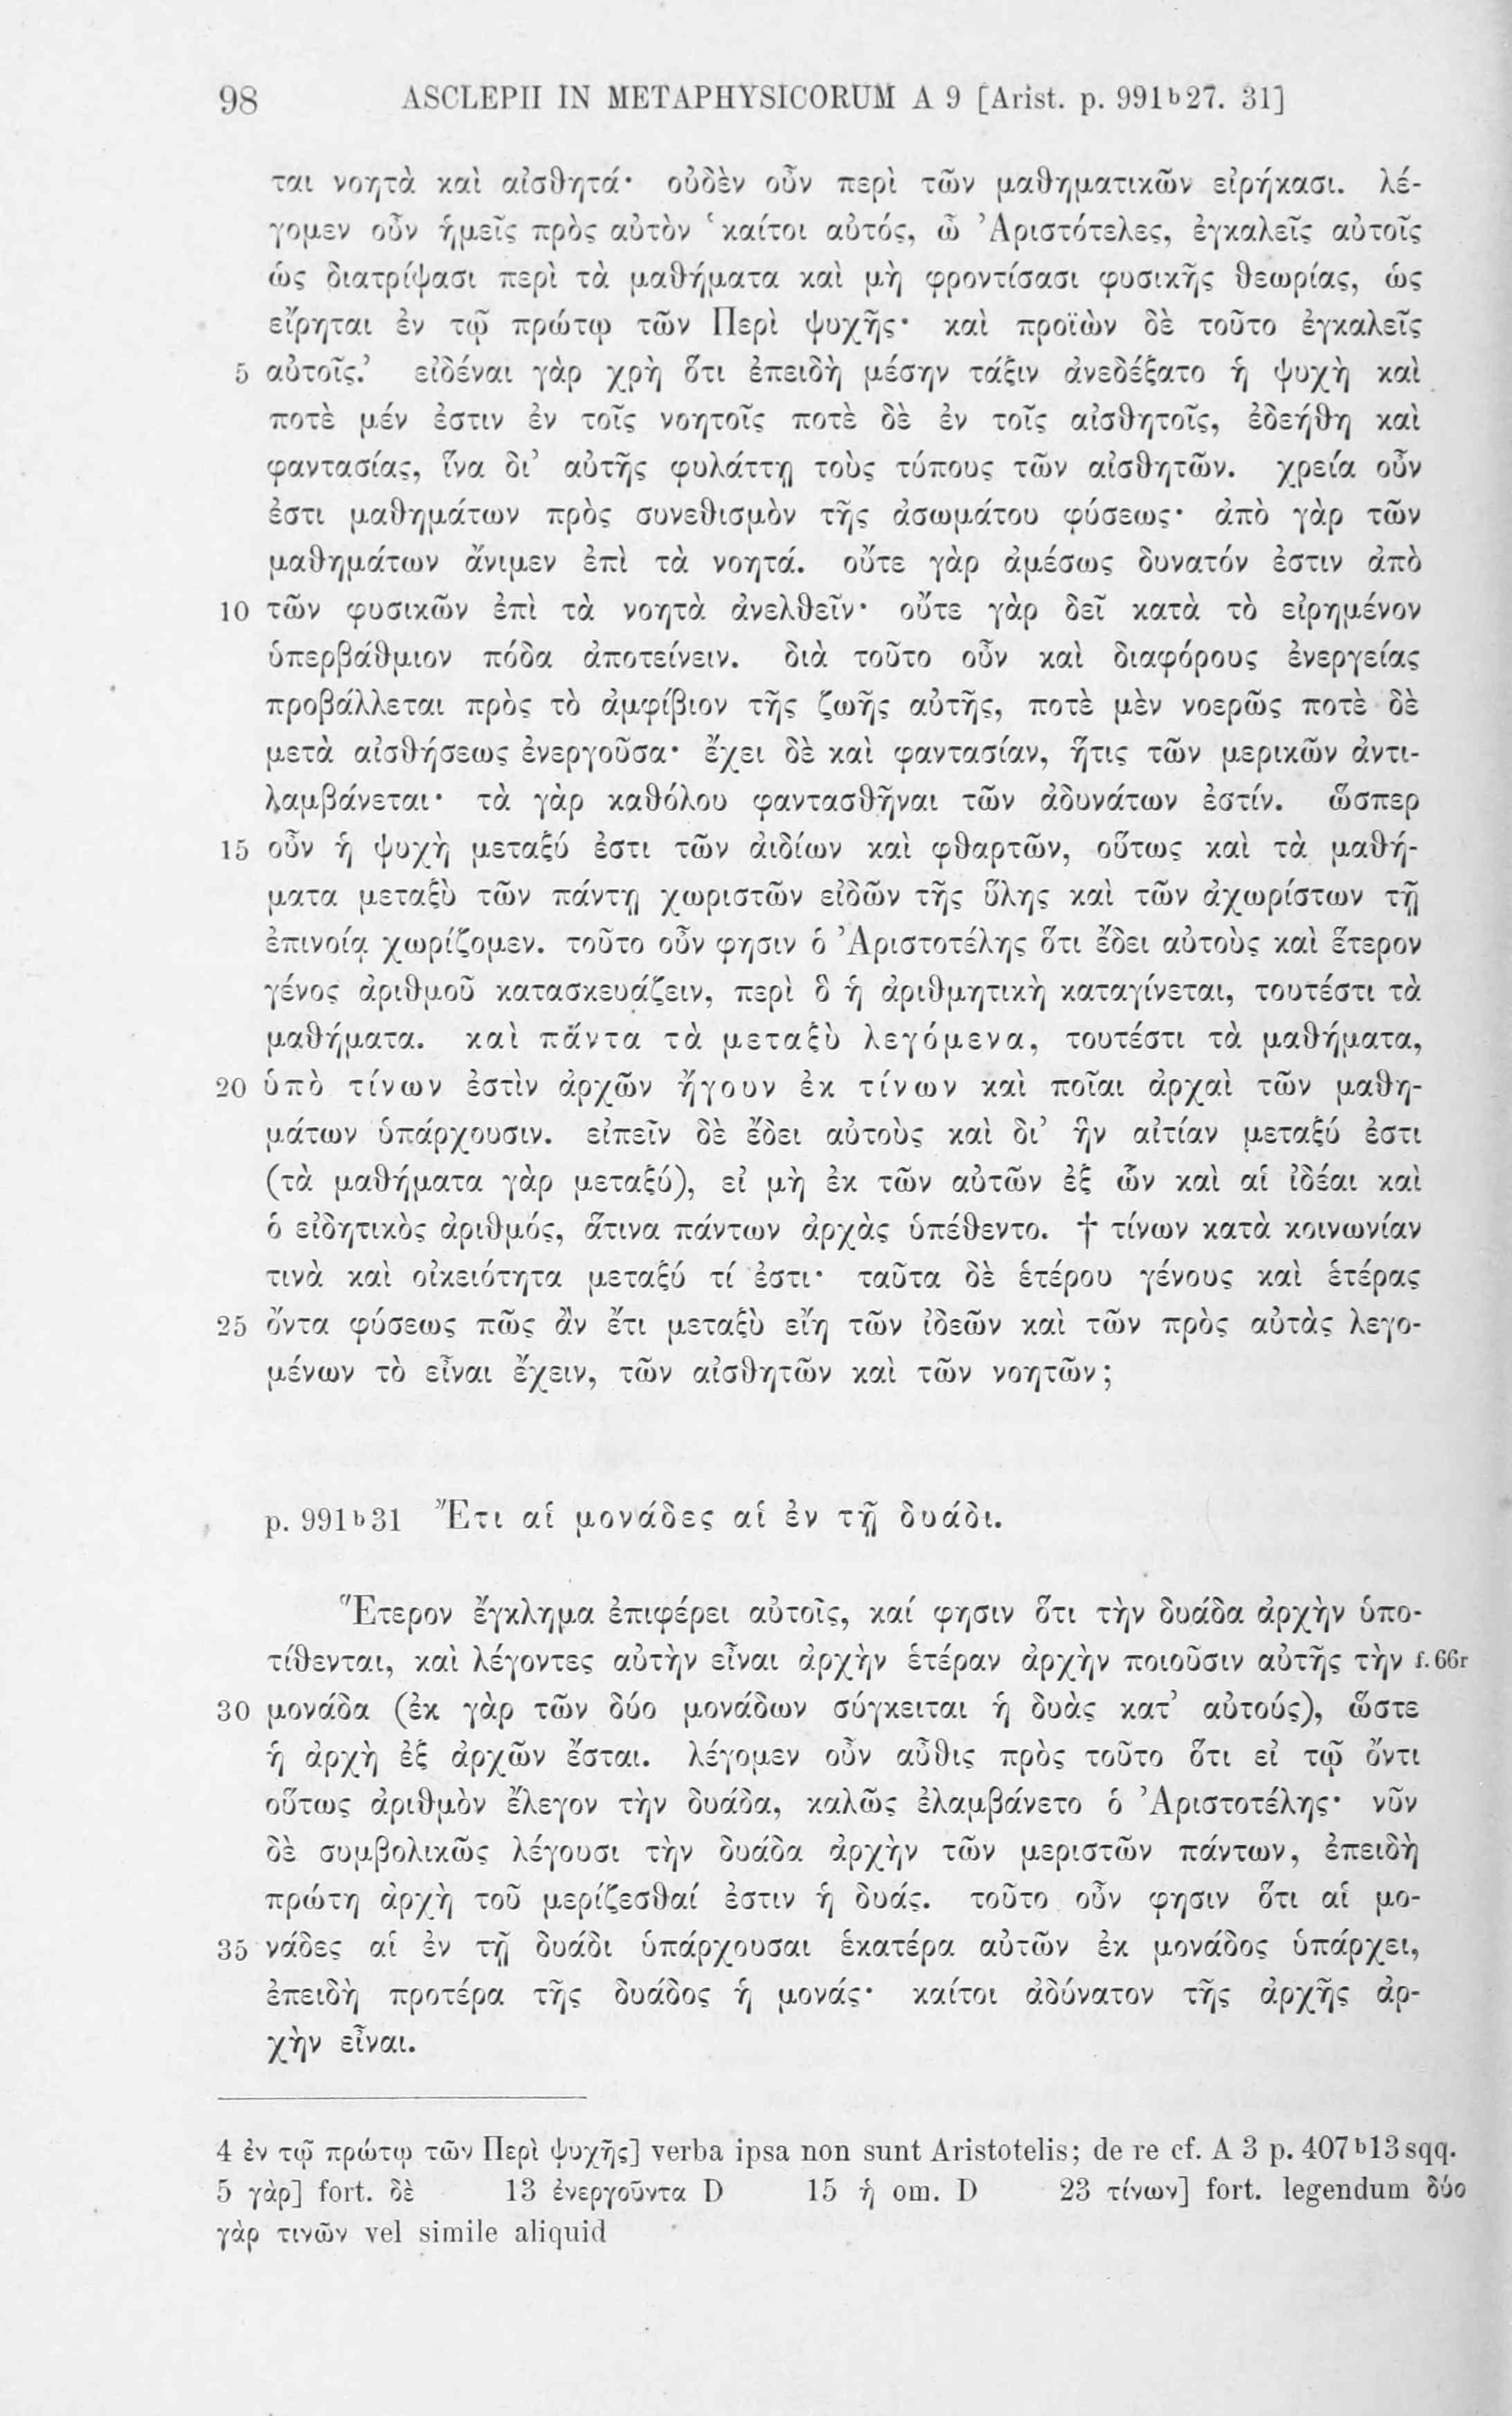 98 ASCLEPII IN METAPHYSICORUM A 9 [Arist. p. 991ᵇ27. 31]
ται νοητὰ καὶ αἰσθητά· οὐδὲν οὖν περὶ τῶν μαθηματικῶν εἰρήκασι. λέ-
γομεν οὖν ἡμεῖς πρὸς αὐτὸν ‘καίτοι αὐτός, ὦ Ἀριστότελες, ἐγκαλεῖς αὐτοῖς
ὡς διατρίψασι περὶ τὰ μαθήματα καὶ μὴ φροντίσασι φυσικῆς θεωρίας, ὡς
εἴρηται ἐν τῷ πρώτῳ τῶν Περὶ ψυχῆς· καὶ προϊὼν δὲ τοῦτο ἐγκαλεῖς
5 αὐτοῖς.’ εἰδέναι γὰρ χρὴ ὅτι ἐπειδὴ μέσην τάξιν ἀνεδέξατο ἡ ψυχὴ καὶ
ποτὲ μέν ἐστιν ἐν τοῖς νοητοῖς ποτὲ δὲ ἐν τοῖς αἰσθητοῖς, ἐδεήθη καὶ
φαντασίας, ἵνα δι’ αὐτῆς φυλάττῃ τοὺς τύπους τῶν αἰσθητῶν. χρεία οὖν
ἐστι μαθημάτων πρὸς συνεθισμὸν τῆς ἀσωμάτου φύσεως· ἀπὸ γὰρ τῶν
μαθημάτων ἄνιμεν ἐπὶ τὰ νοητά. οὔτε γὰρ ἀμέσως δυνατόν ἐστιν ἀπὸ
10 τῶν φυσικῶν ἐπὶ τὰ νοητὰ ἀνελθεῖν· οὔτε γὰρ δεῖ κατὰ τὸ εἰρημένον
ὑπερβάθμιον πόδα ἀποτείνειν. διὰ τοῦτο οὖν καὶ διαφόρους ἐνεργείας
προβάλλεται πρὸς τὸ ἀμφίβιον τῆς ζωῆς αὐτῆς, ποτὲ μὲν νοερῶς ποτὲ δὲ
μετὰ αἰσθήσεως ἐνεργοῦσα· ἔχει δὲ καὶ φαντασίαν, ἥτις τῶν μερικῶν ἀντι-
λαμβάνεται· τὰ γὰρ καθόλου φαντασθῆναι τῶν ἀδυνάτων ἐστίν. ὥσπερ
15 οὖν ἡ ψυχὴ μεταξύ ἐστι τῶν ἀιδίων καὶ φθαρτῶν, οὕτως καὶ τὰ μαθή-
ματα μεταξὺ τῶν πάντῃ χωριστῶν εἰδῶν τῆς ὕλης καὶ τῶν ἀχωρίστων τῇ
ἐπινοίᾳ χωρίζομεν. τοῦτο οὖν φησιν ὁ Ἀριστοτέλης ὅτι ἔδει αὐτοὺς καὶ ἕτερον
γένος ἀριθμοῦ κατασκευάζειν, περὶ ὃ ἡ ἀριθμητικὴ καταγίνεται, τουτέστι τὰ
μαθήματα. καὶ πάντα τὰ μεταξὺ λεγόμενα, τουτέστι τὰ μαθήματα,
20 ὑπὸ τίνων ἐστὶν ἀρχῶν ἤγουν ἐκ τίνων καὶ ποῖαι ἀρχαὶ τῶν μαθη-
μάτων ὑπάρχουσιν. εἰπεῖν δὲ ἔδει αὐτοὺς καὶ δι’ ἣν αἰτίαν μεταξύ ἐστι
(τὰ μαθήματα γὰρ μεταξύ), εἰ μὴ ἐκ τῶν αὐτῶν ἐξ ὧν καὶ αἱ ἰδέαι καὶ
ὁ εἰδητικὸς ἀριθμός, ἅτινα πάντων ἀρχὰς ὑπέθεντο. † τίνων κατὰ κοινωνίαν
τινὰ καὶ οἰκειότητα μεταξύ τί ἐστι· ταῦτα δὲ ἑτέρου γένους καὶ ἑτέρας
25 ὄντα φύσεως πῶς ἂν ἔτι μεταξὺ εἴη τῶν ἰδεῶν καὶ τῶν πρὸς αὐτὰς λεγο-
μένων τὸ εἶναι ἔχειν, τῶν αἰσθητῶν καὶ τῶν νοητῶν;
p. 991ᵇ31 Ἔτι αἱ μονάδες αἱ ἐν τῇ δυάδι.
Ἕτερον ἔγκλημα ἐπιφέρει αὐτοῖς, καί φησιν ὅτι τὴν δυάδα ἀρχὴν ὑπο-
τίθενται, καὶ λέγοντες αὐτὴν εἶναι ἀρχὴν ἑτέραν ἀρχὴν ποιοῦσιν αὐτῆς τὴν f. 66r
30 μονάδα (ἐκ γὰρ τῶν δύο μονάδων σύγκειται ἡ δυὰς κατ’ αὐτούς), ὥστε
ἡ ἀρχὴ ἐξ ἀρχῶν ἔσται. λέγομεν οὖν αὖθις πρὸς τοῦτο ὅτι εἰ τῷ ὄντι
οὕτως ἀριθμὸν ἔλεγον τὴν δυάδα, καλῶς ἐλαμβάνετο ὁ Ἀριστοτέλης· νῦν
δὲ συμβολικῶς λέγουσι τὴν δυάδα ἀρχὴν τῶν μεριστῶν πάντων, ἐπειδὴ
πρώτη ἀρχὴ τοῦ μερίζεσθαί ἐστιν ἡ δυάς. τοῦτο οὖν φησιν ὅτι αἱ μο-
35 νάδες αἱ ἐν τῇ δυάδι ὑπάρχουσαι ἑκατέρα αὐτῶν ἐκ μονάδος ὑπάρχει,
ἐπειδὴ προτέρα τῆς δυάδος ἡ μονάς· καίτοι ἀδύνατον τῆς ἀρχῆς ἀρ-
χὴν εἶναι.
4 ἐν τῷ πρώτῳ τῶν Περὶ ψυχῆς] verba ipsa non sunt Aristotelis; de re cf. A 3 p. 407ᵇ13 sqq.
5 γὰρ] fort. δὲ 13 ἐνεργοῦντα D 15 ἡ om. D 23 τίνων] fort. legendum δύο
γὰρ τινῶν vel simile aliquid